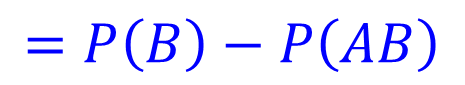 = P(B) − P(AB)